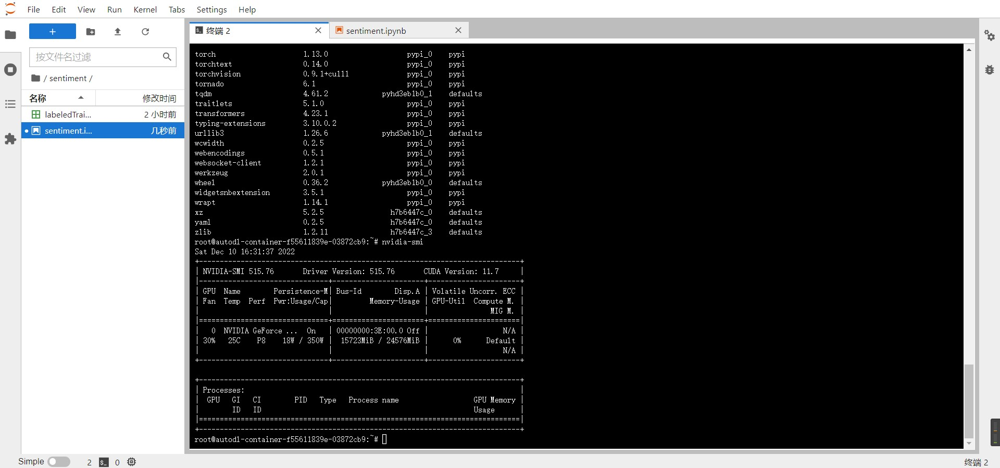 File Edit View Run Kernel Tabs Settings Help
+
终端 2
sentiment.ipynb
按文件名过滤
/ sentiment /
名称 修改时间
labeledTrai... 2 小时前
sentiment.i... 几秒前
torch 1.13.0 pypi_0 pypi
torchtext 0.14.0 pypi_0 pypi
torchvision 0.9.1+cu111 pypi_0 pypi
tornado 6.1 pypi_0 pypi
tqdm 4.61.2 pyhd3eb1b0_1 defaults
traitlets 5.1.0 pypi_0 pypi
transformers 4.23.1 pypi_0 pypi
typing-extensions 3.10.0.2 pypi_0 pypi
urllib3 1.26.6 pyhd3eb1b0_1 defaults
wcwidth 0.2.5 pypi_0 pypi
webencodings 0.5.1 pypi_0 pypi
websocket-client 1.2.1 pypi_0 pypi
werkzeug 2.0.1 pypi_0 pypi
wheel 0.36.2 pyhd3eb1b0_0 defaults
widgetsnbextension 3.5.1 pypi_0 pypi
wrapt 1.14.1 pypi_0 pypi
xz 5.2.5 h7b6447c_0 defaults
yaml 0.2.5 h7b6447c_0 defaults
zlib 1.2.11 h7b6447c_3 defaults
root@autodl-container-f55611839e-03872cb9:~# nvidia-smi
Sat Dec 10 16:31:37 2022
+-----------------------------------------------------------------------------+
| NVIDIA-SMI 515.76       Driver Version: 515.76       CUDA Version: 11.7     |
|-------------------------------+----------------------+----------------------+
| GPU  Name        Persistence-M| Bus-Id        Disp.A | Volatile Uncorr. ECC |
| Fan  Temp  Perf  Pwr:Usage/Cap|         Memory-Usage | GPU-Util  Compute M. |
|                               |                      |               MIG M. |
|===============================+======================+======================|
|   0  NVIDIA GeForce ...  On   | 00000000:3E:00.0 Off |                  N/A |
| 30%   25C    P8    18W / 350W |  15723MiB / 24576MiB |      0%      Default |
|                               |                      |                  N/A |
+-------------------------------+----------------------+----------------------+
+-----------------------------------------------------------------------------+
| Processes:                                                                  |
|  GPU   GI   CI        PID   Type   Process name                  GPU Memory |
|        ID   ID                                                   Usage      |
|=============================================================================|
+-----------------------------------------------------------------------------+
root@autodl-container-f55611839e-03872cb9:~#
Simple 2 $_ 0 终端 2